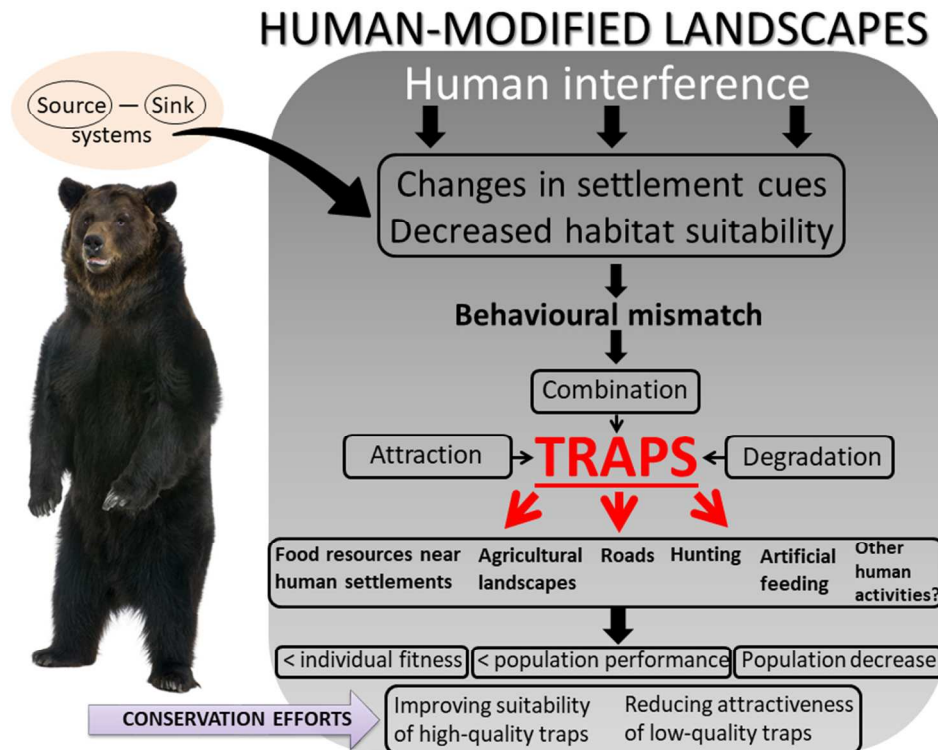 HUMAN-MODIFIED LANDSCAPES
Human interference
Source — Sink
systems
Changes in settlement cues
Decreased habitat suitability
Behavioural mismatch
Combination
Attraction
TRAPS
Degradation
Food resources near
human settlements
Agricultural
landscapes
Roads
Hunting
Artificial
feeding
Other
human
activities?
< individual fitness
< population performance
Population decrease
CONSERVATION EFFORTS
Improving suitability
of high-quality traps
Reducing attractiveness
of low-quality traps